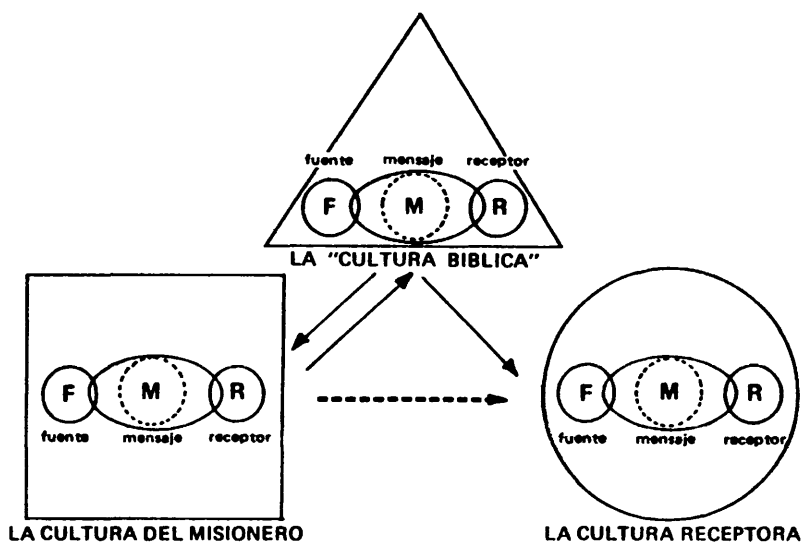 fuente mensaje receptor
F M R
LA "CULTURA BIBLICA"
F M R
fuente mensaje receptor
LA CULTURA DEL MISIONERO
F M R
fuente mensaje receptor
LA CULTURA RECEPTORA